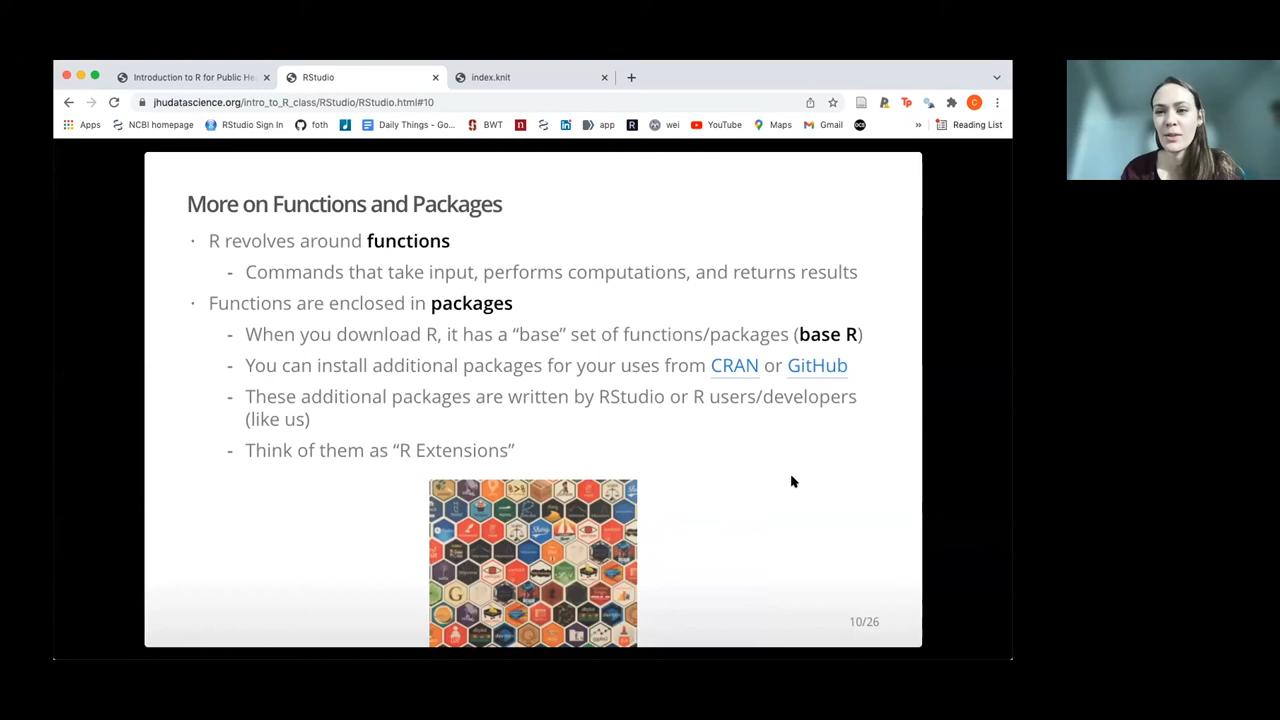 Introduction to R for Public He
RStudio
index.knit
jhudatascience.org/intro_to_R_class/RStudio/RStudio.html#10
C
Apps
NCBI homepage
RStudio Sign In
foth
Daily Things - Go...
BWT
app
wei
YouTube
Maps
Gmail
»
Reading List
More on Functions and Packages
· R revolves around functions
- Commands that take input, performs computations, and returns results
· Functions are enclosed in packages
- When you download R, it has a “base” set of functions/packages (base R)
- You can install additional packages for your uses from CRAN or GitHub
- These additional packages are written by RStudio or R users/developers
(like us)
- Think of them as “R Extensions”
10/26